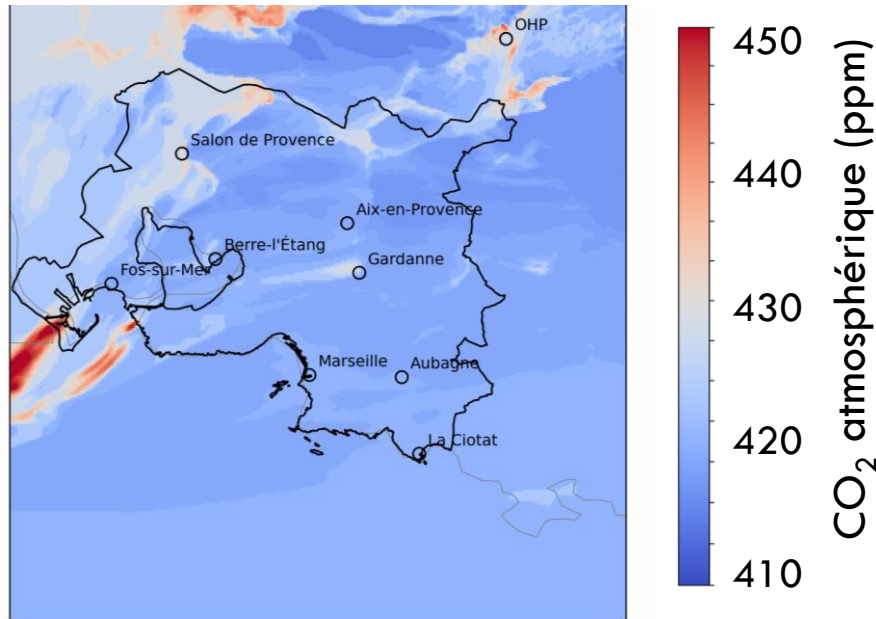 OHP
Salon de Provence
Aix-en-Provence
Berre-l'Étang
Gardanne
Fos-sur-Mer
Marseille
Aubagne
La Ciotat
450
440
430
420
410
CO₂ atmosphérique (ppm)